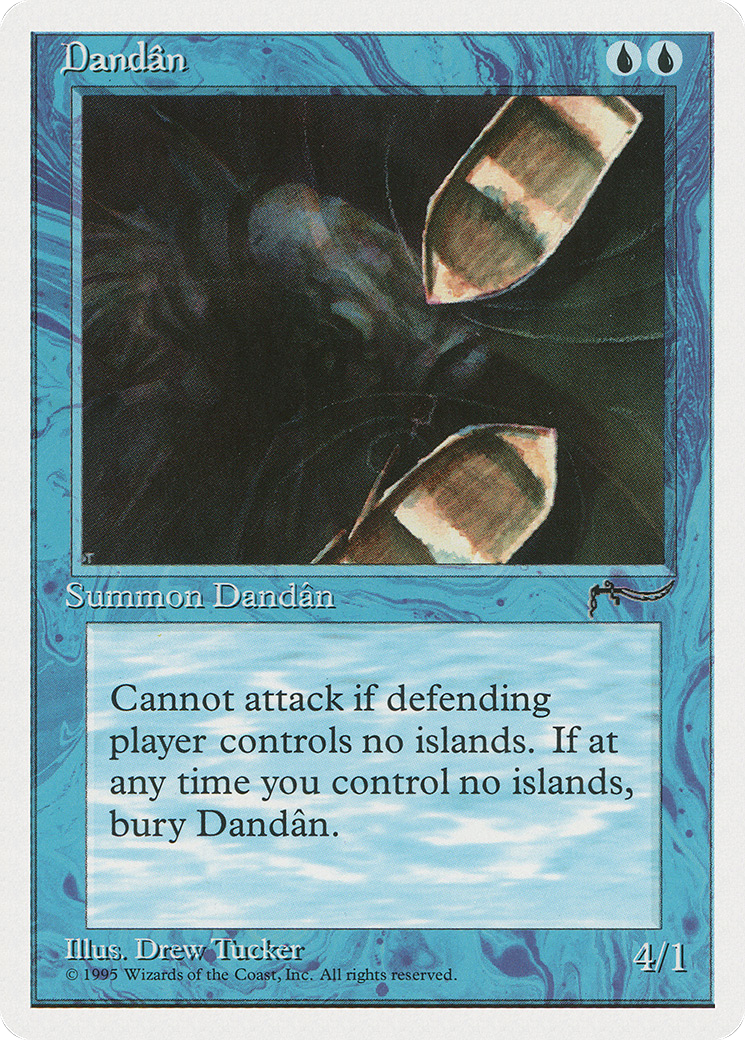 Dandân
Summon Dandân
Cannot attack if defending
player controls no islands. If at
any time you control no islands,
bury Dandân.
Illus. Drew Tucker
4/1
© 1995 Wizards of the Coast, Inc. All rights reserved.